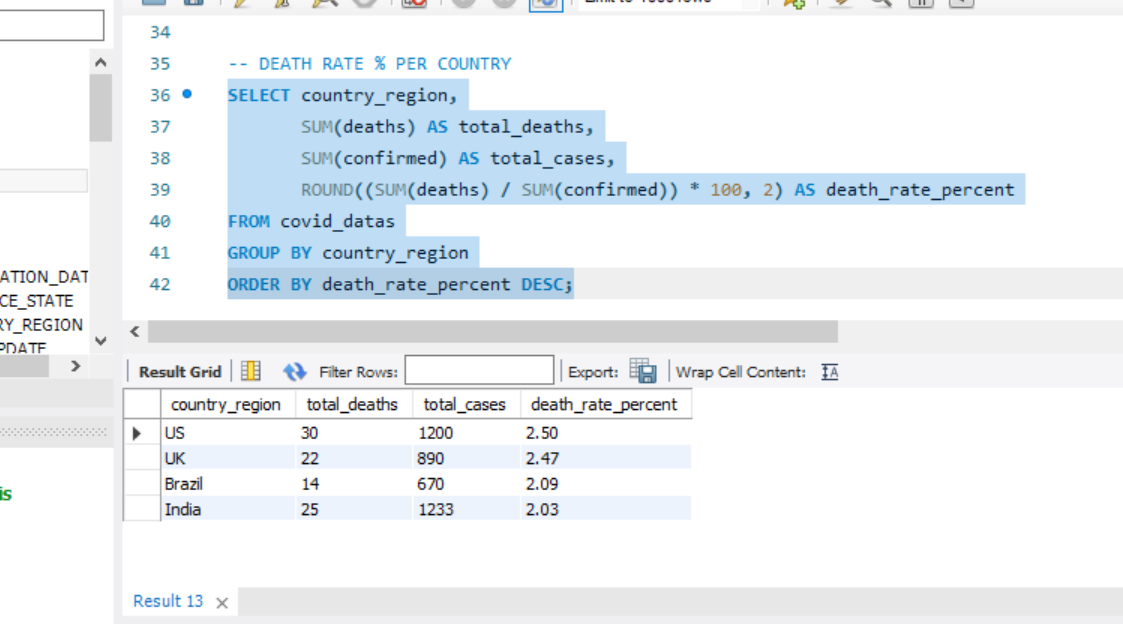 34
35 -- DEATH RATE % PER COUNTRY
36 SELECT country_region,
37 SUM(deaths) AS total_deaths,
38 SUM(confirmed) AS total_cases,
39 ROUND((SUM(deaths) / SUM(confirmed)) * 100, 2) AS death_rate_percent
40 FROM covid_datas
41 GROUP BY country_region
42 ORDER BY death_rate_percent DESC;
ATION_DAT
CE_STATE
RY_REGION
PDATE
Result Grid Filter Rows: Export: Wrap Cell Content: IA
country_region total_deaths total_cases death_rate_percent
US 30 1200 2.50
UK 22 890 2.47
Brazil 14 670 2.09
India 25 1233 2.03
is
Result 13